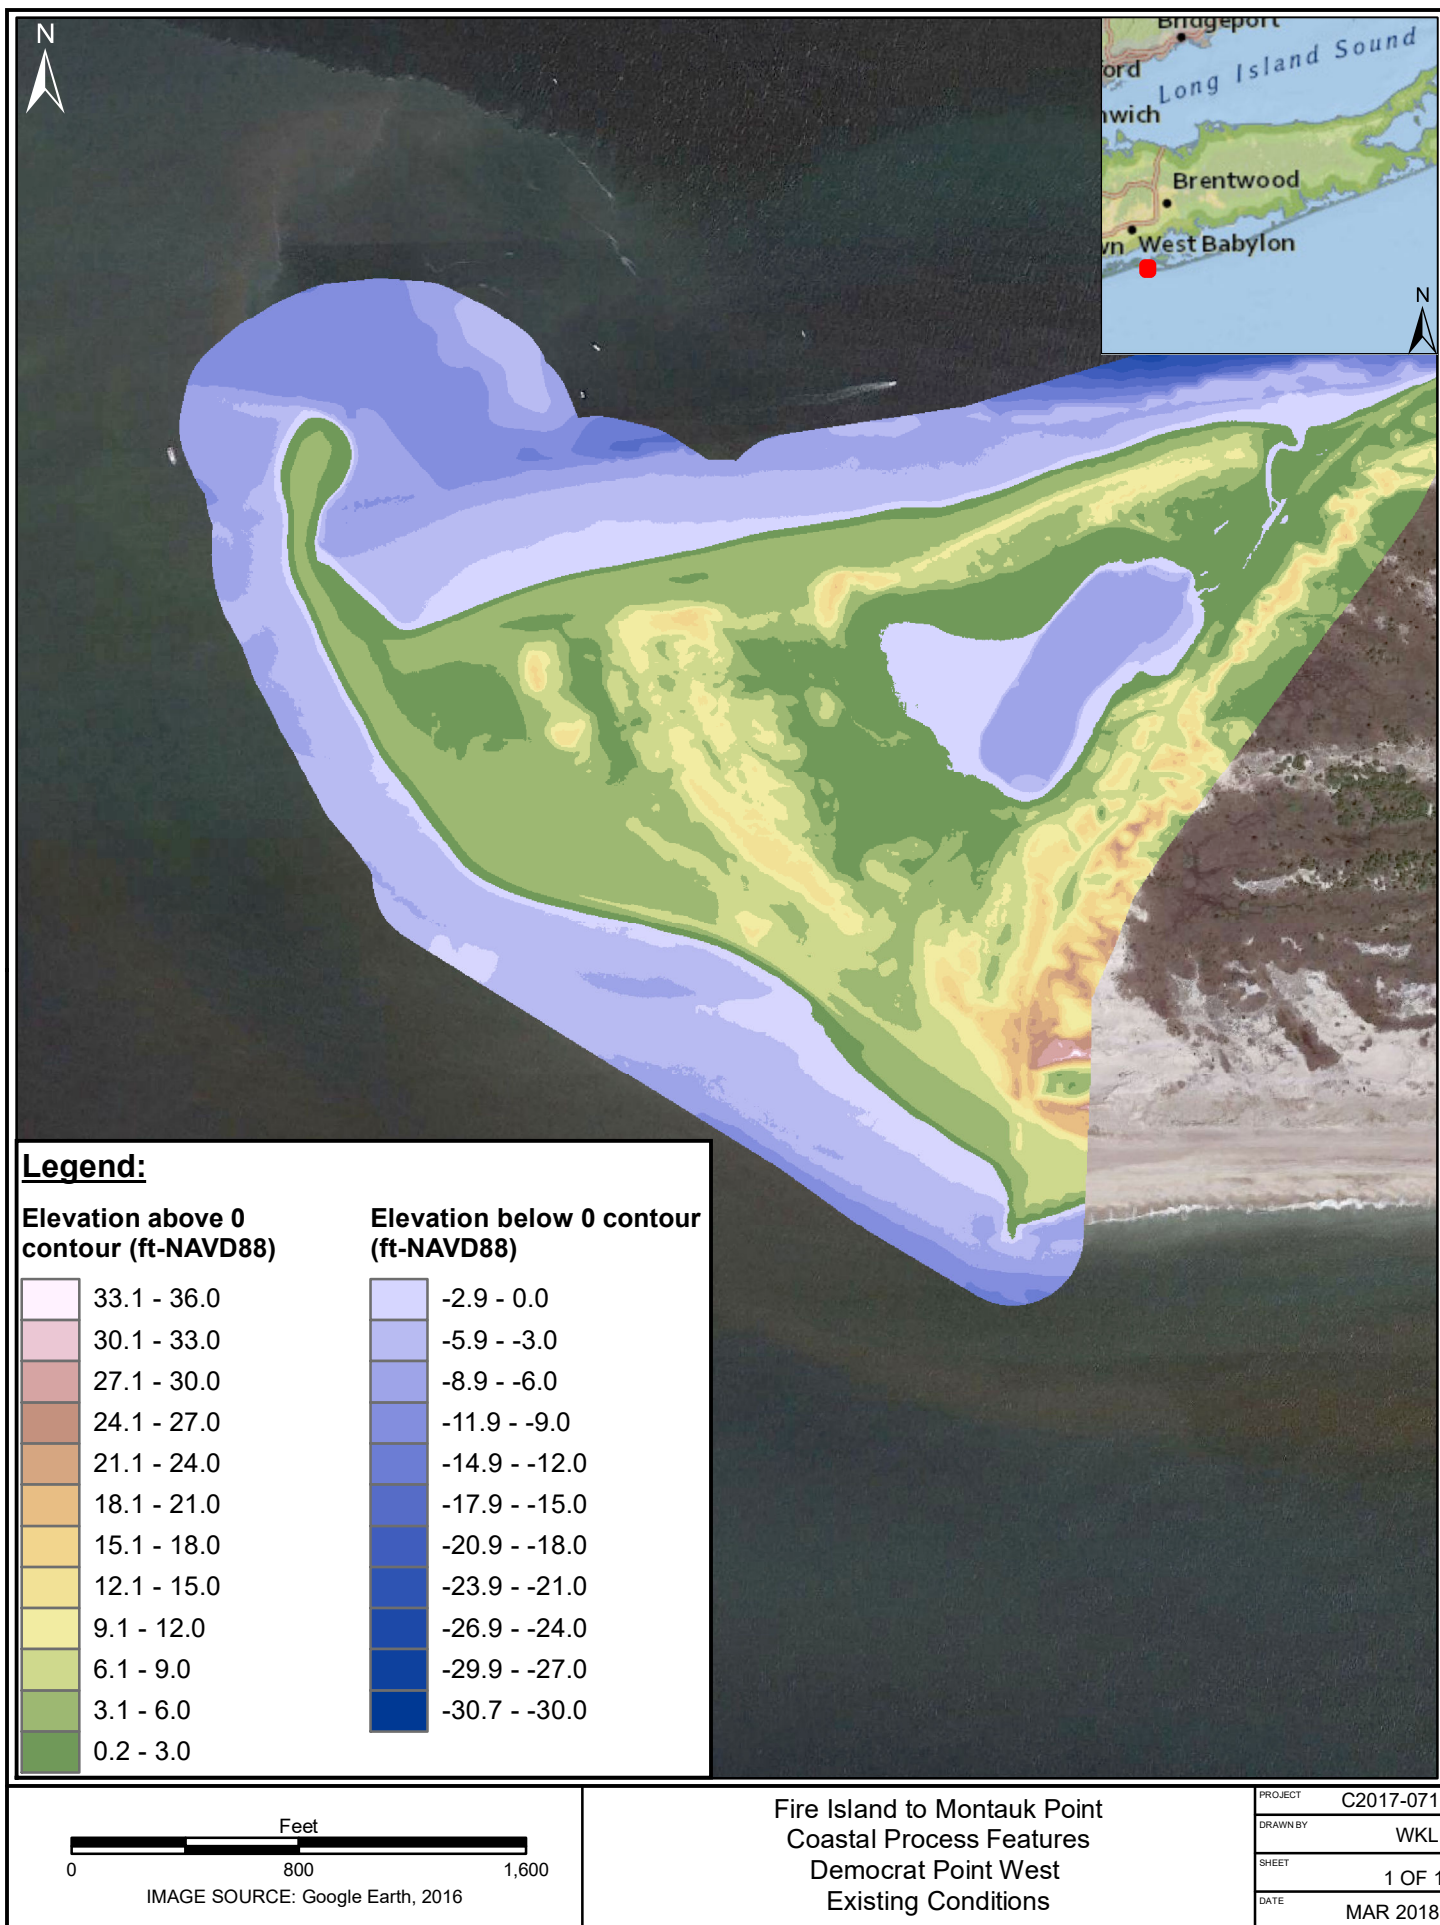 N
Bridgeport
ford
Long Island Sound
nwich
Brentwood
wn
West Babylon
N
Legend:
Elevation above 0
contour (ft-NAVD88)
33.1 - 36.0
30.1 - 33.0
27.1 - 30.0
24.1 - 27.0
21.1 - 24.0
18.1 - 21.0
15.1 - 18.0
12.1 - 15.0
9.1 - 12.0
6.1 - 9.0
3.1 - 6.0
0.2 - 3.0
Elevation below 0 contour
(ft-NAVD88)
-2.9 - 0.0
-5.9 - -3.0
-8.9 - -6.0
-11.9 - -9.0
-14.9 - -12.0
-17.9 - -15.0
-20.9 - -18.0
-23.9 - -21.0
-26.9 - -24.0
-29.9 - -27.0
-30.7 - -30.0
Feet
0 800 1,600
IMAGE SOURCE: Google Earth, 2016
Fire Island to Montauk Point
Coastal Process Features
Democrat Point West
Existing Conditions
PROJECT C2017-071
DRAWN BY WKL
SHEET 1 OF 1
DATE MAR 2018